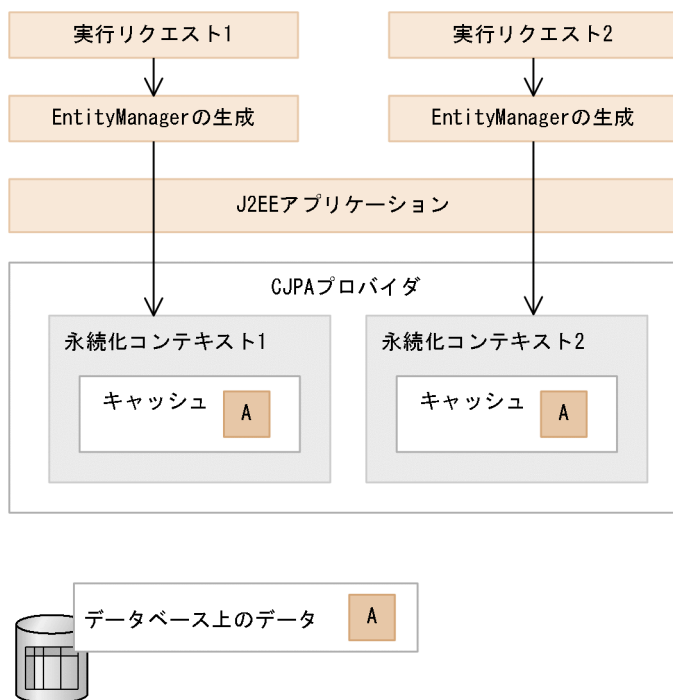 実行リクエスト1
実行リクエスト2
EntityManagerの生成
EntityManagerの生成
J2EEアプリケーション
CJPAプロバイダ
永続化コンテキスト1
永続化コンテキスト2
キャッシュ A
キャッシュ A
データベース上のデータ A